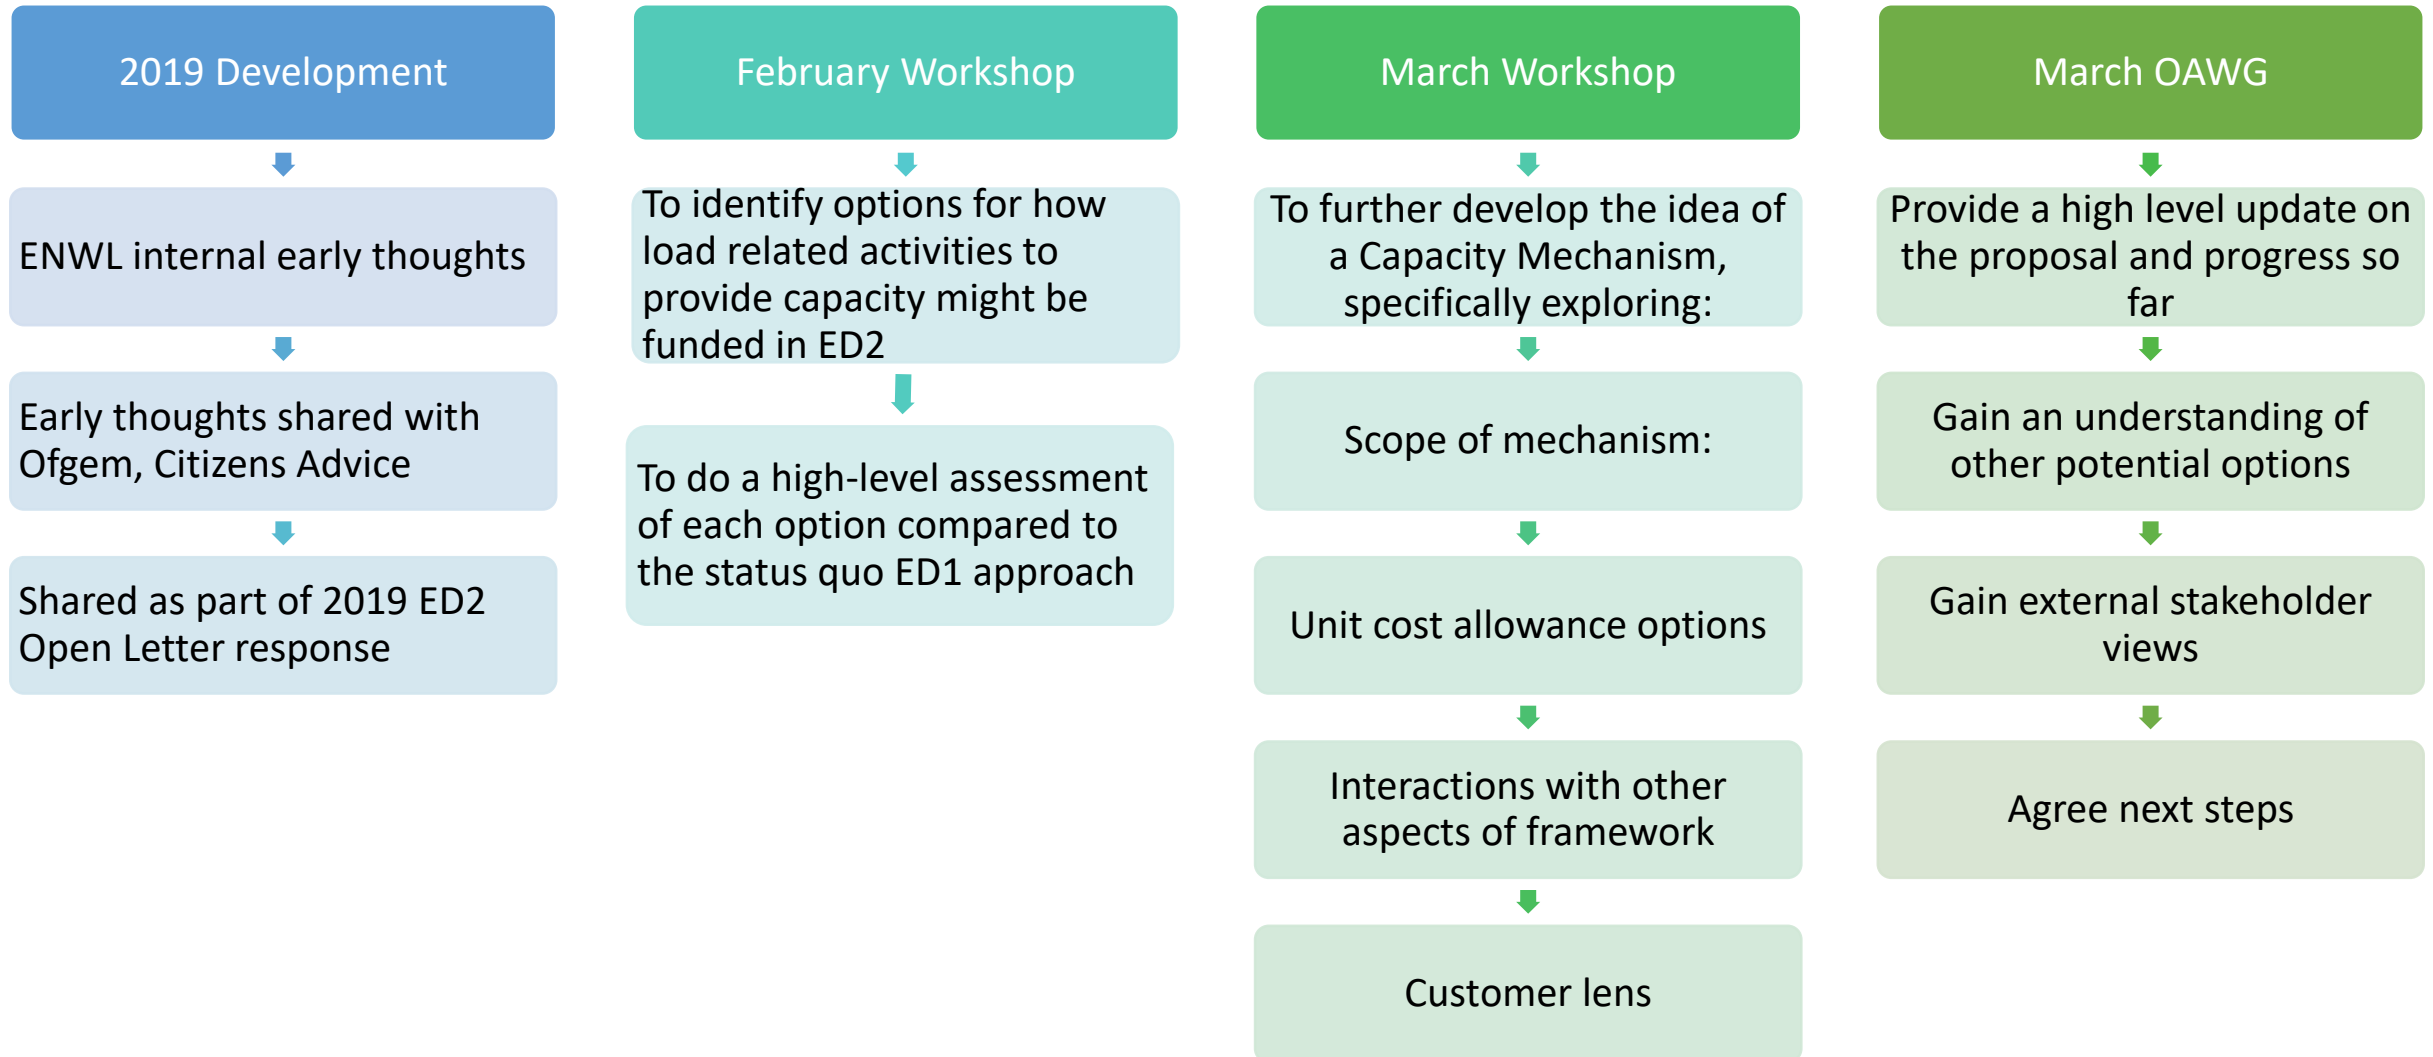 2019 Development
ENWL internal early thoughts
Early thoughts shared with
Ofgem, Citizens Advice
Shared as part of 2019 ED2
Open Letter response
February Workshop
To identify options for how
load related activities to
provide capacity might be
funded in ED2
To do a high-level assessment
of each option compared to
the status quo ED1 approach
March Workshop
To further develop the idea of
a Capacity Mechanism,
specifically exploring:
Scope of mechanism:
Unit cost allowance options
Interactions with other
aspects of framework
Customer lens
March OAWG
Provide a high level update on
the proposal and progress so
far
Gain an understanding of
other potential options
Gain external stakeholder
views
Agree next steps